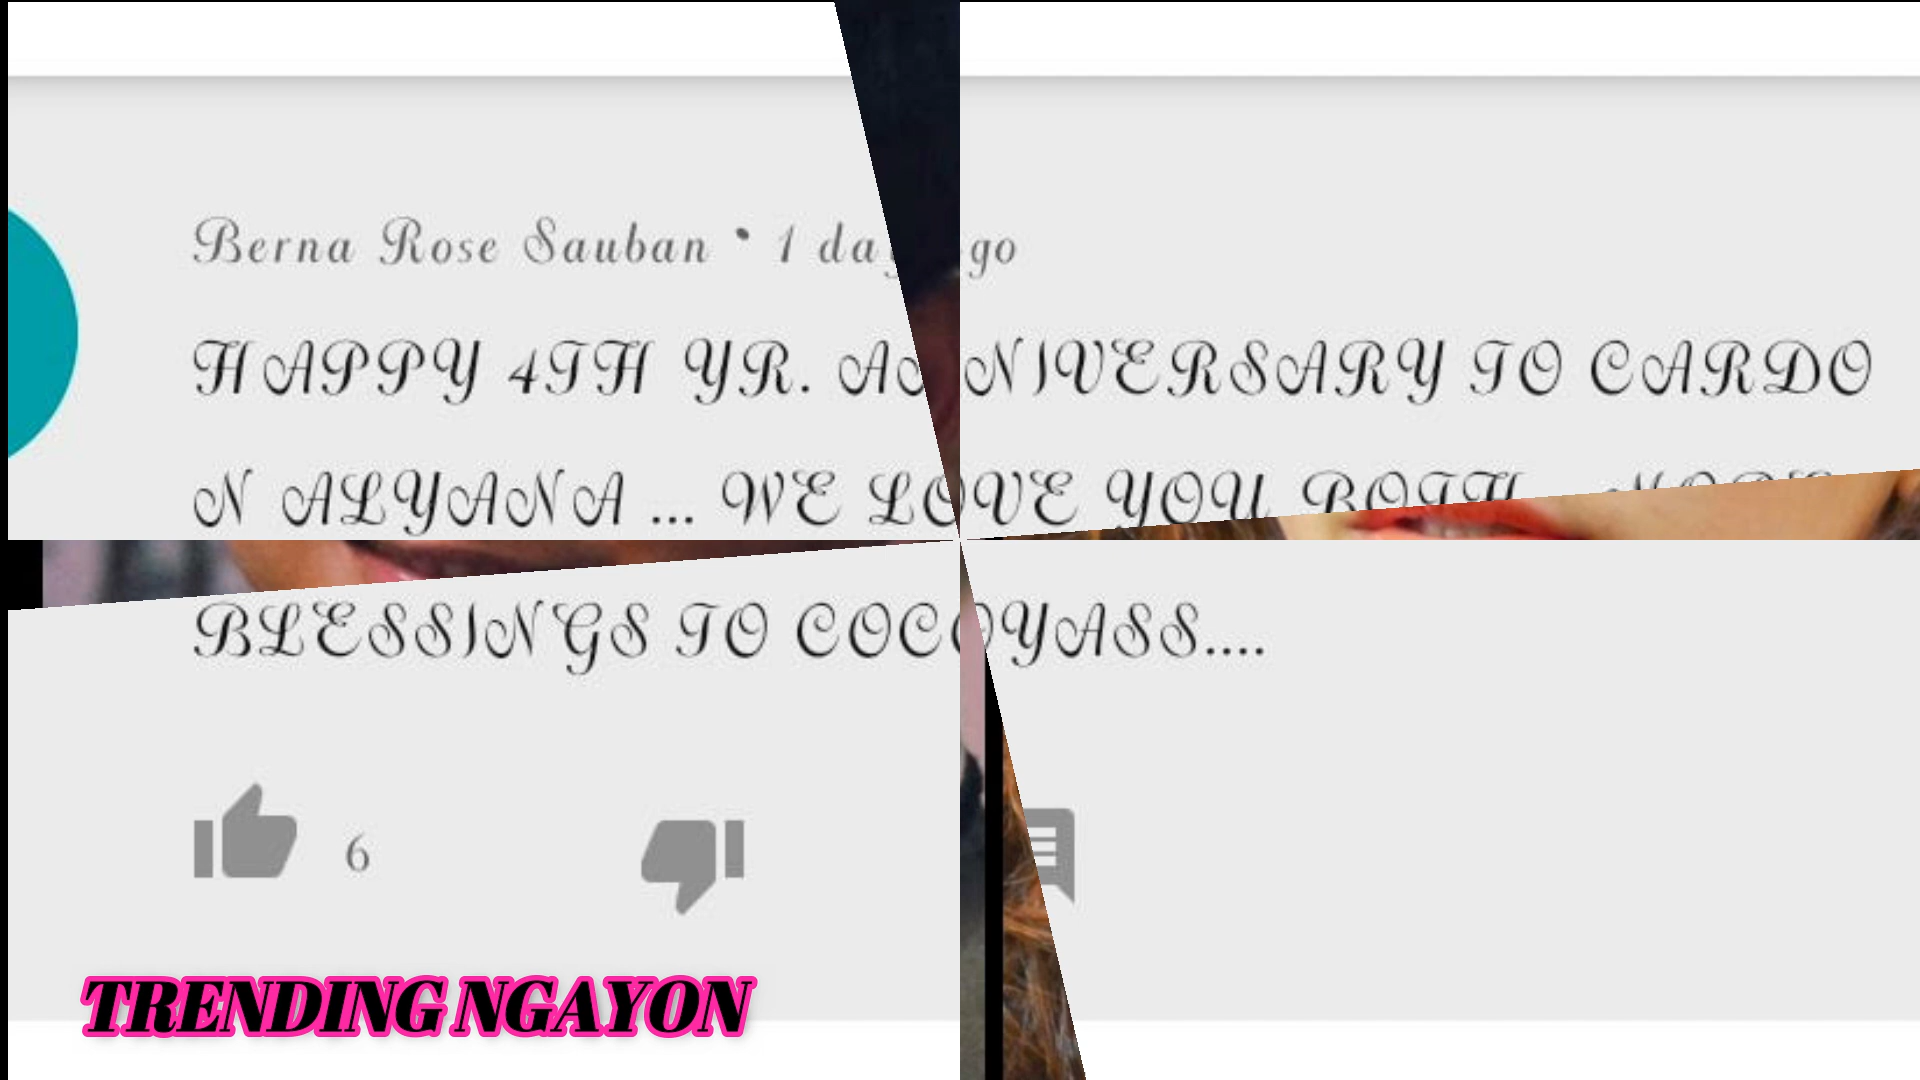 Berna Rose Sauban • 1 day ago
HAPPY 4TH YR. ANNIVERSARY TO CARDO
N ALYANA ... WE LOVE YOU BOTH..
BLESSINGS TO COCOYASS....
6
TRENDING NGAYON